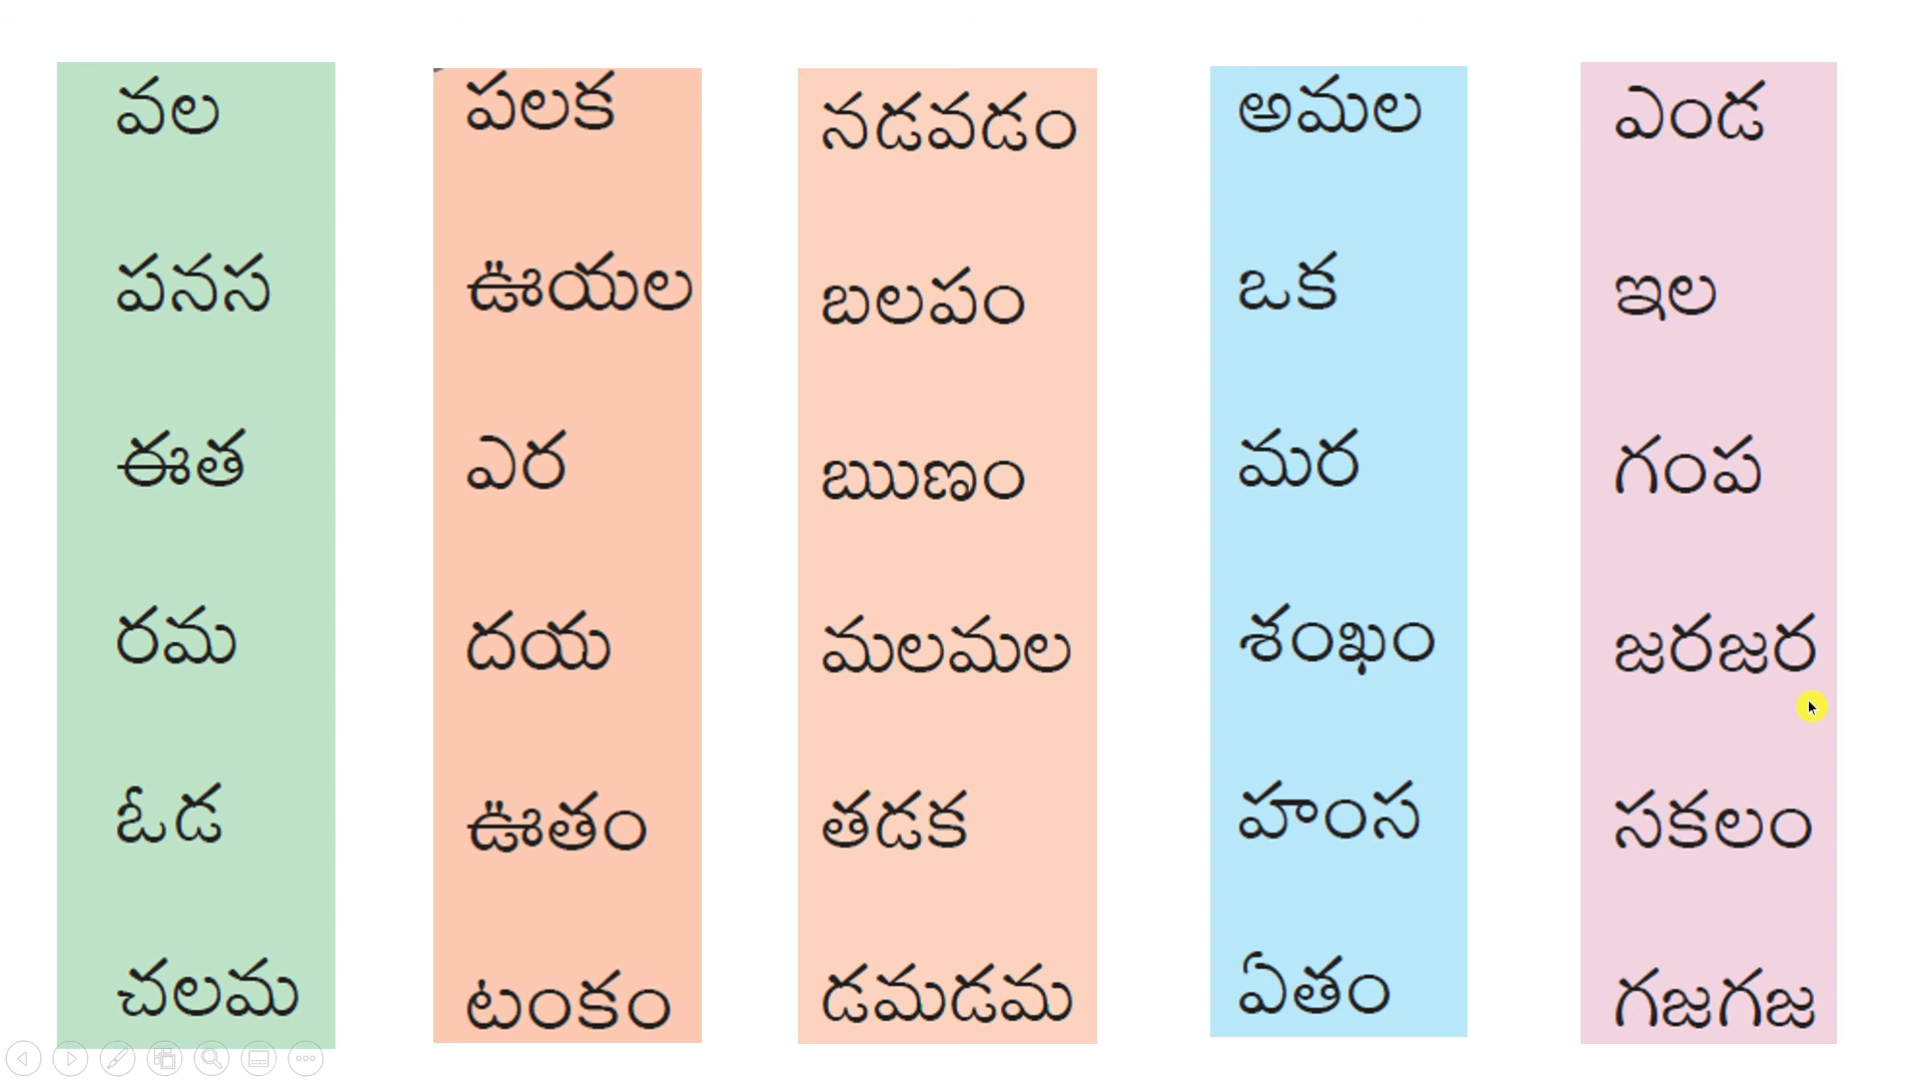 వల పలక నడవడం అమల ఎండ
పనస ఊయల బలపం ఒక ఇల
ఈత ఎర ఋణం మర గంప
రమ దయ మలమల శంఖం జరజర
ఓడ ఊతం తడక హంస సకలం
చలమ టంకం డమడమ ఏతం గజగజ